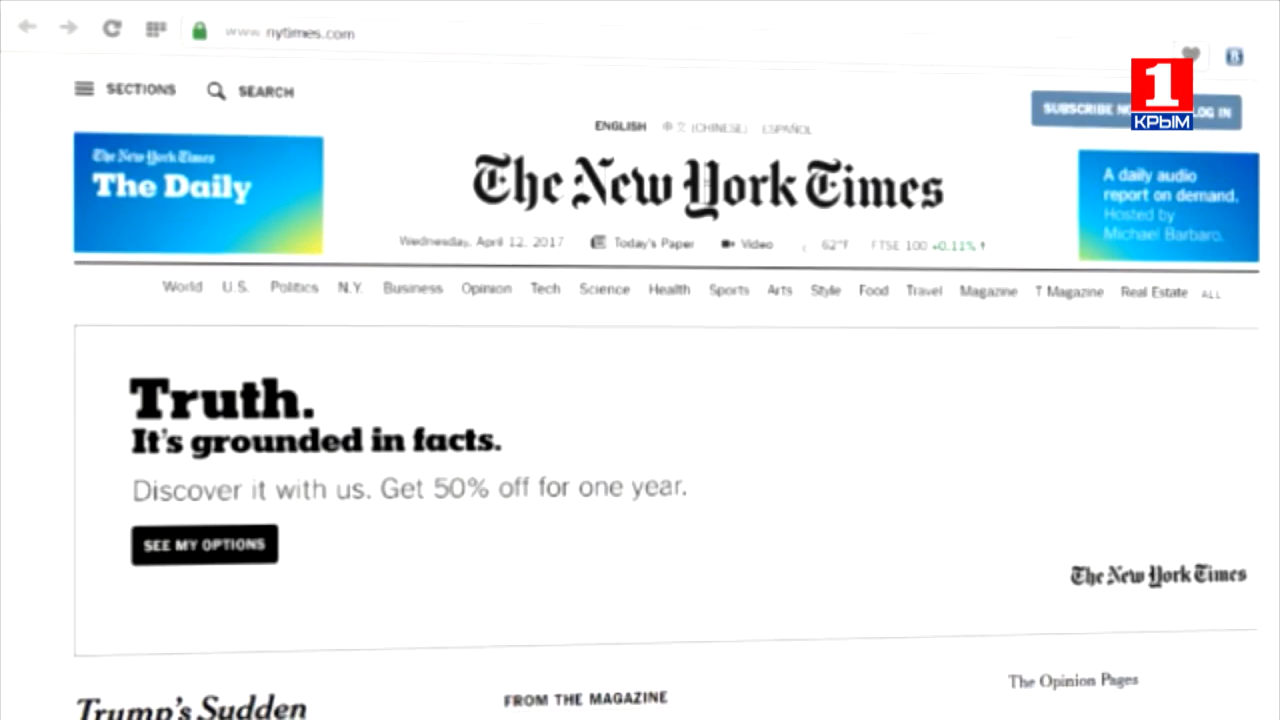 www.nytimes.com
SECTIONS
SEARCH
1
КРЫМ
SUBSCRIBE
LOG IN
ENGLISH 中文 (CHINESE) ESPAÑOL
The New York Times
The Daily
The New York Times
A daily audio
report on demand.
Hosted by
Michael Barbaro.
Wednesday, April 12, 2017 Today's Paper Video 62°F FTSE 100 +0.11% ↑
World U.S. Politics N.Y. Business Opinion Tech Science Health Sports Arts Style Food Travel Magazine T Magazine Real Estate ALL
Truth.
It's grounded in facts.
Discover it with us. Get 50% off for one year.
SEE MY OPTIONS
The New York Times
Trump's Sudden
FROM THE MAGAZINE
The Opinion Pages